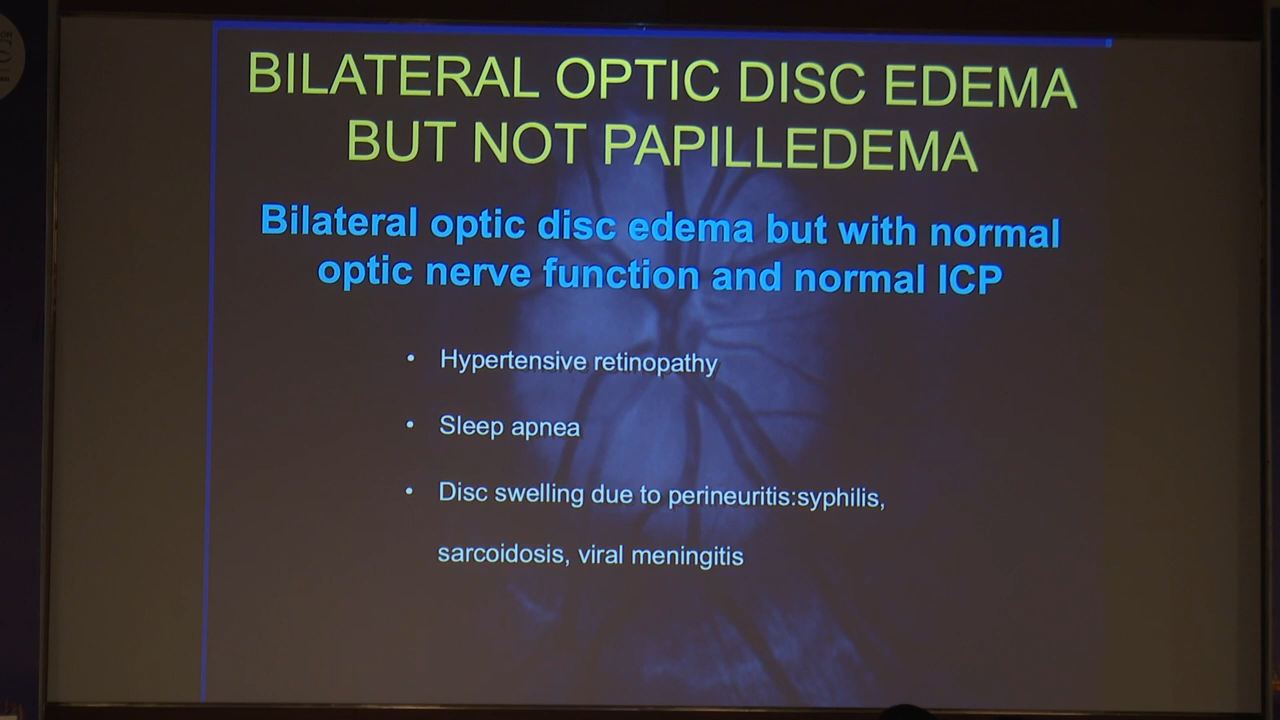 BILATERAL OPTIC DISC EDEMA
BUT NOT PAPILLEDEMA
Bilateral optic disc edema but with normal
optic nerve function and normal ICP
• Hypertensive retinopathy
• Sleep apnea
• Disc swelling due to perineuritis:syphilis,
sarcoidosis, viral meningitis